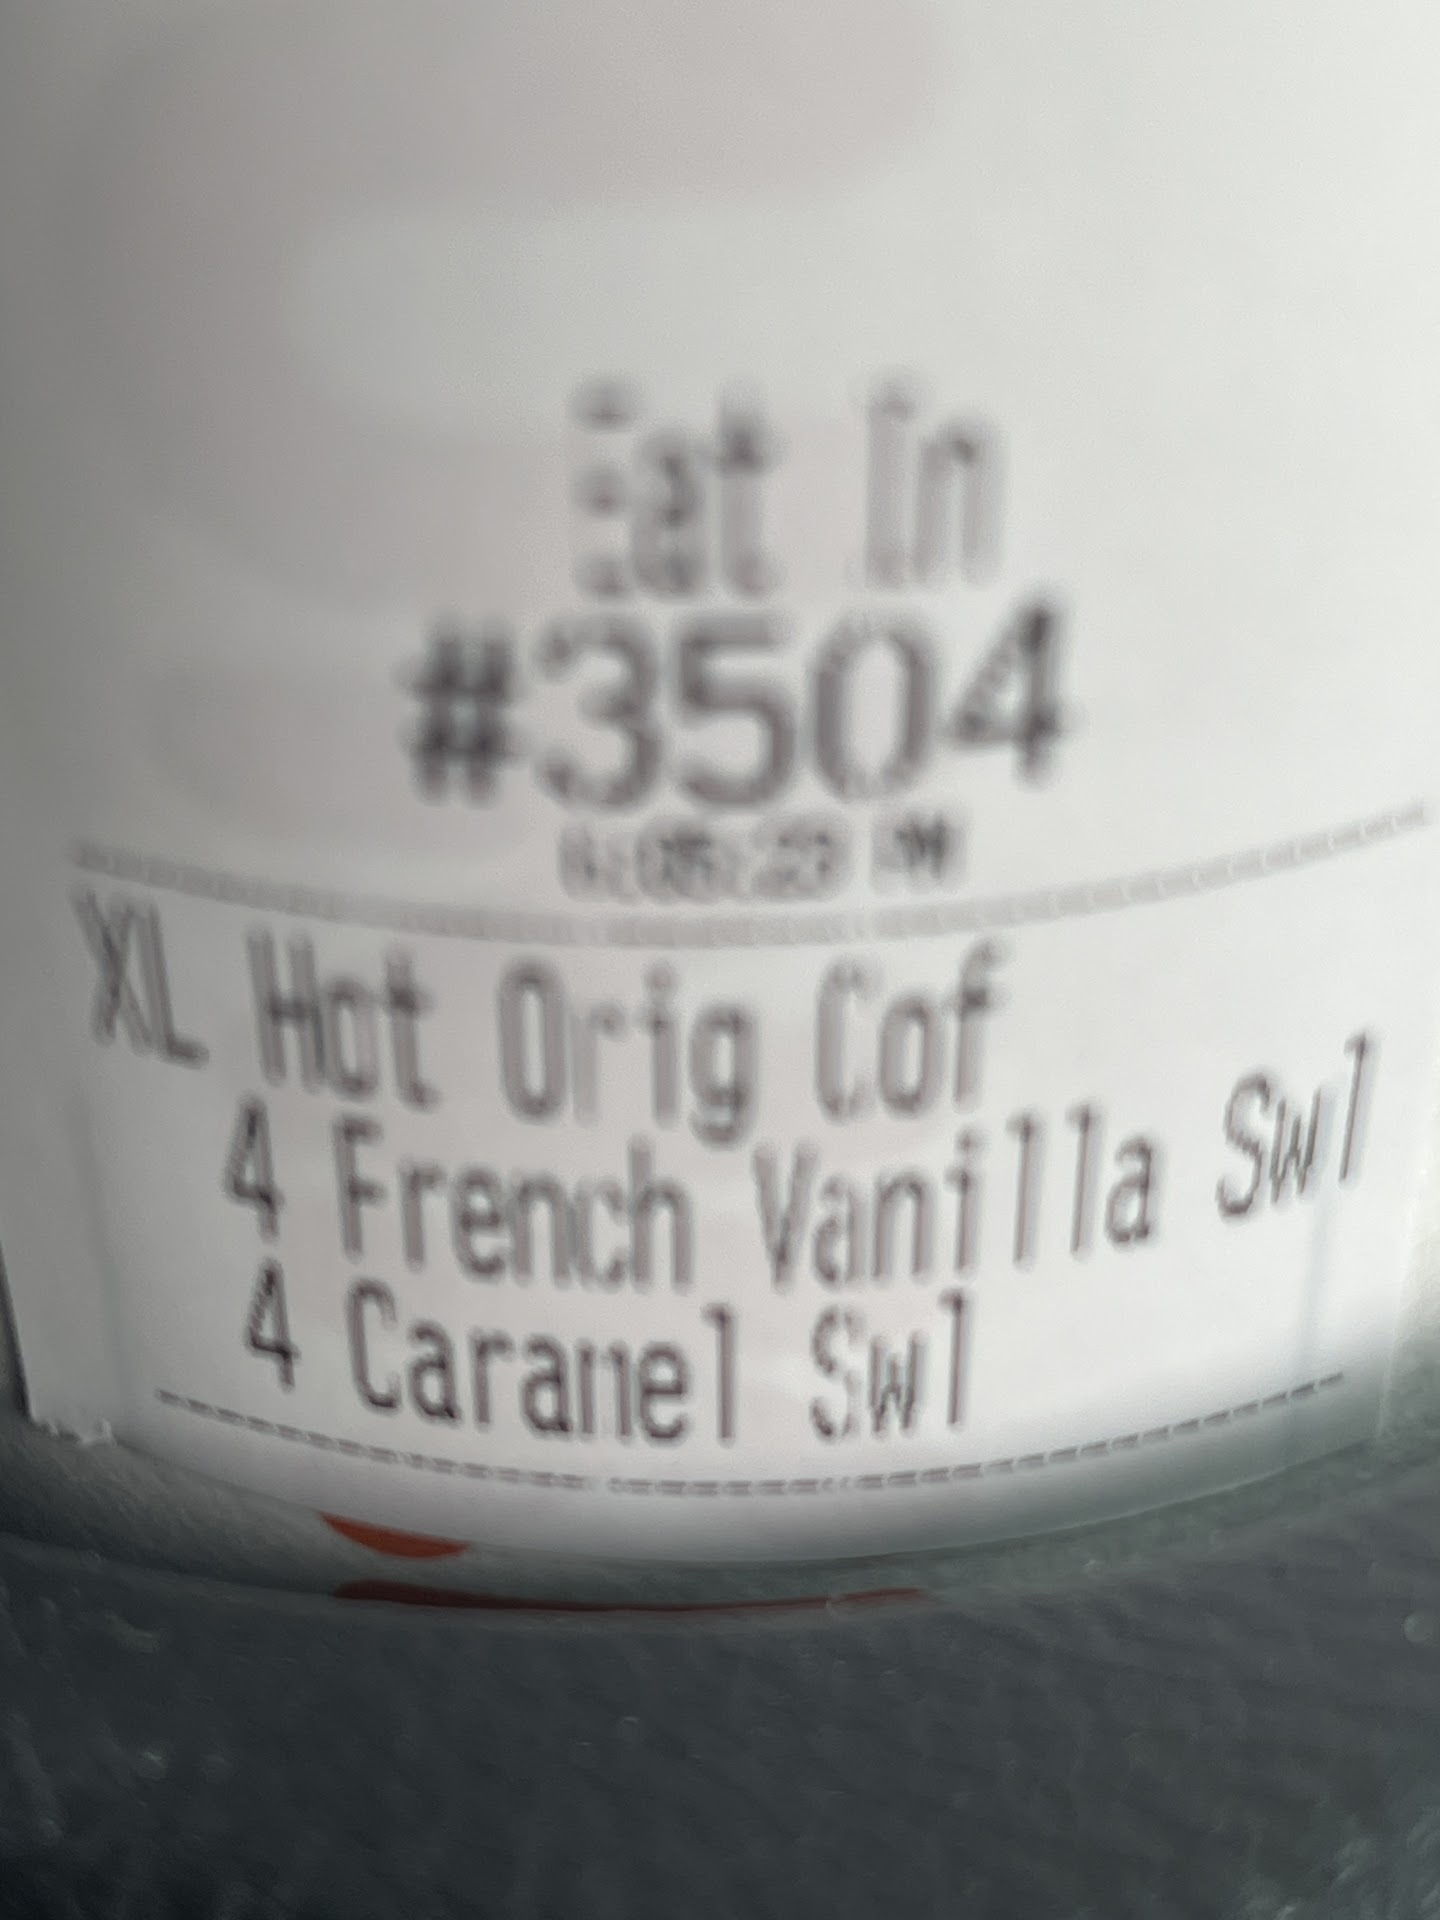 Eat in
#3504
XL Hot Orig Cof
4 French Vanilla Swl
4 Caramel Swl